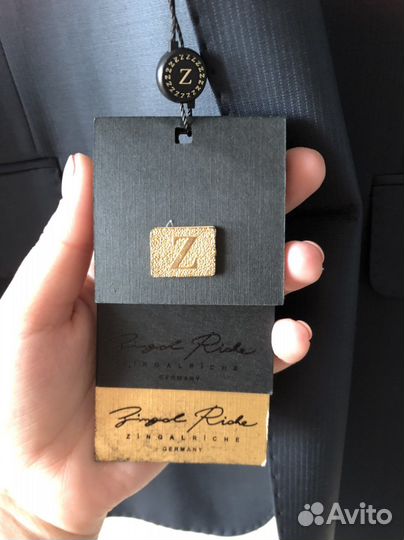 Z
Z
Zingal Riche
ZiNGALRiCHE
GERMANY
Zingal Riche
ZiNGALRiCHE
GERMANY
Avito